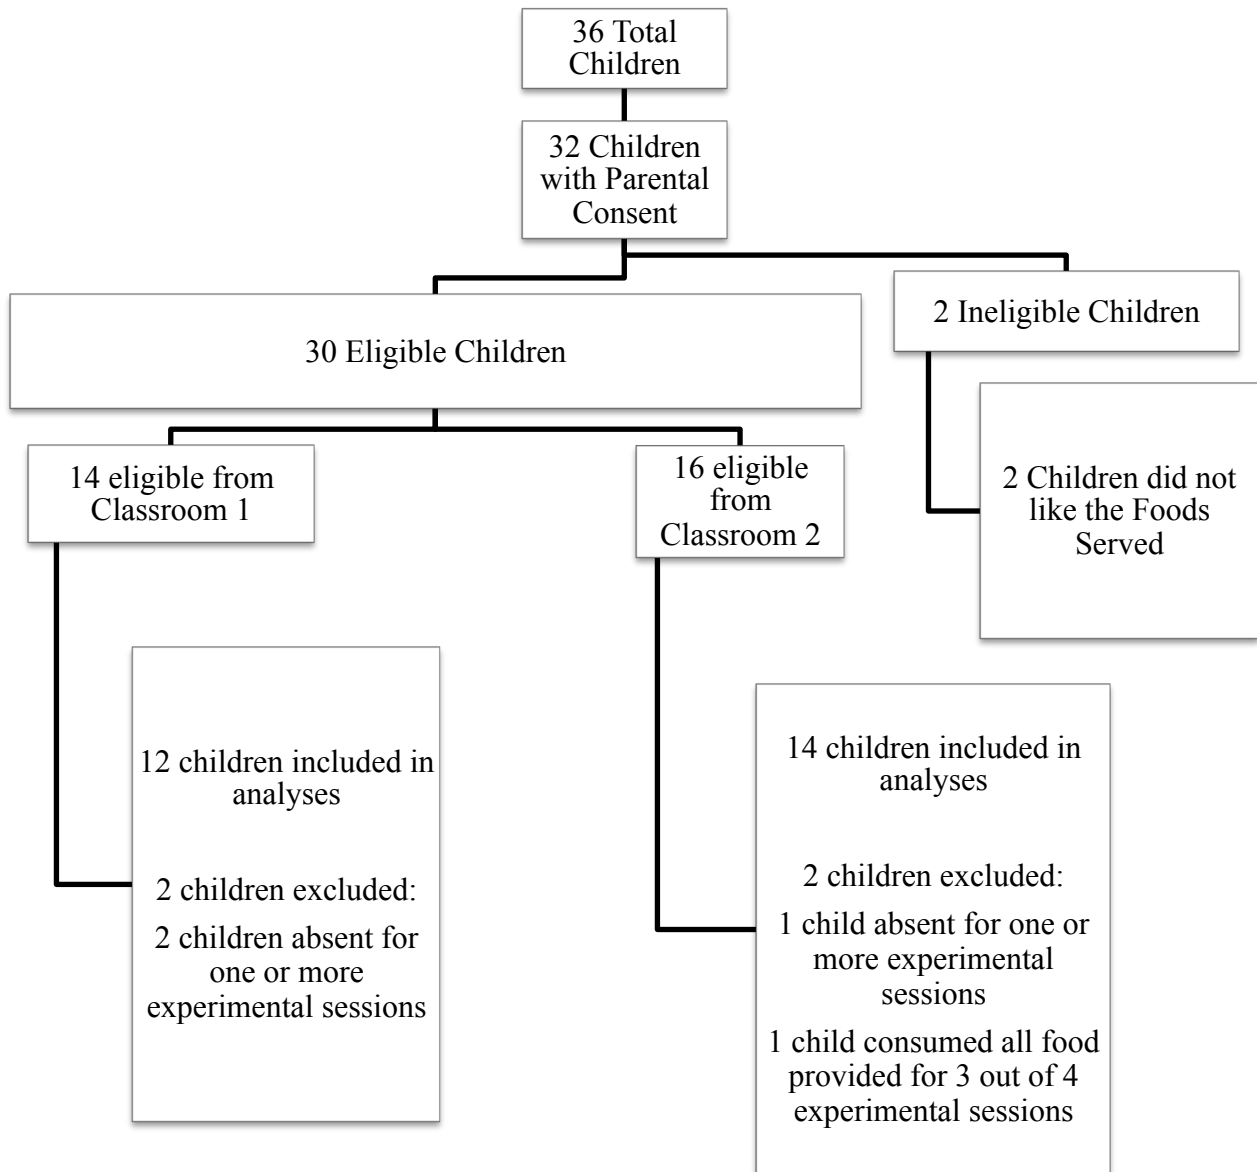 36 Total
Children
32 Children
with Parental
Consent
30 Eligible Children
2 Ineligible Children
14 eligible from
Classroom 1
16 eligible
from
Classroom 2
2 Children did not
like the Foods
Served
12 children included in
analyses
2 children excluded:
2 children absent for
one or more
experimental sessions
14 children included in
analyses
2 children excluded:
1 child absent for one or
more experimental
sessions
1 child consumed all food
provided for 3 out of 4
experimental sessions